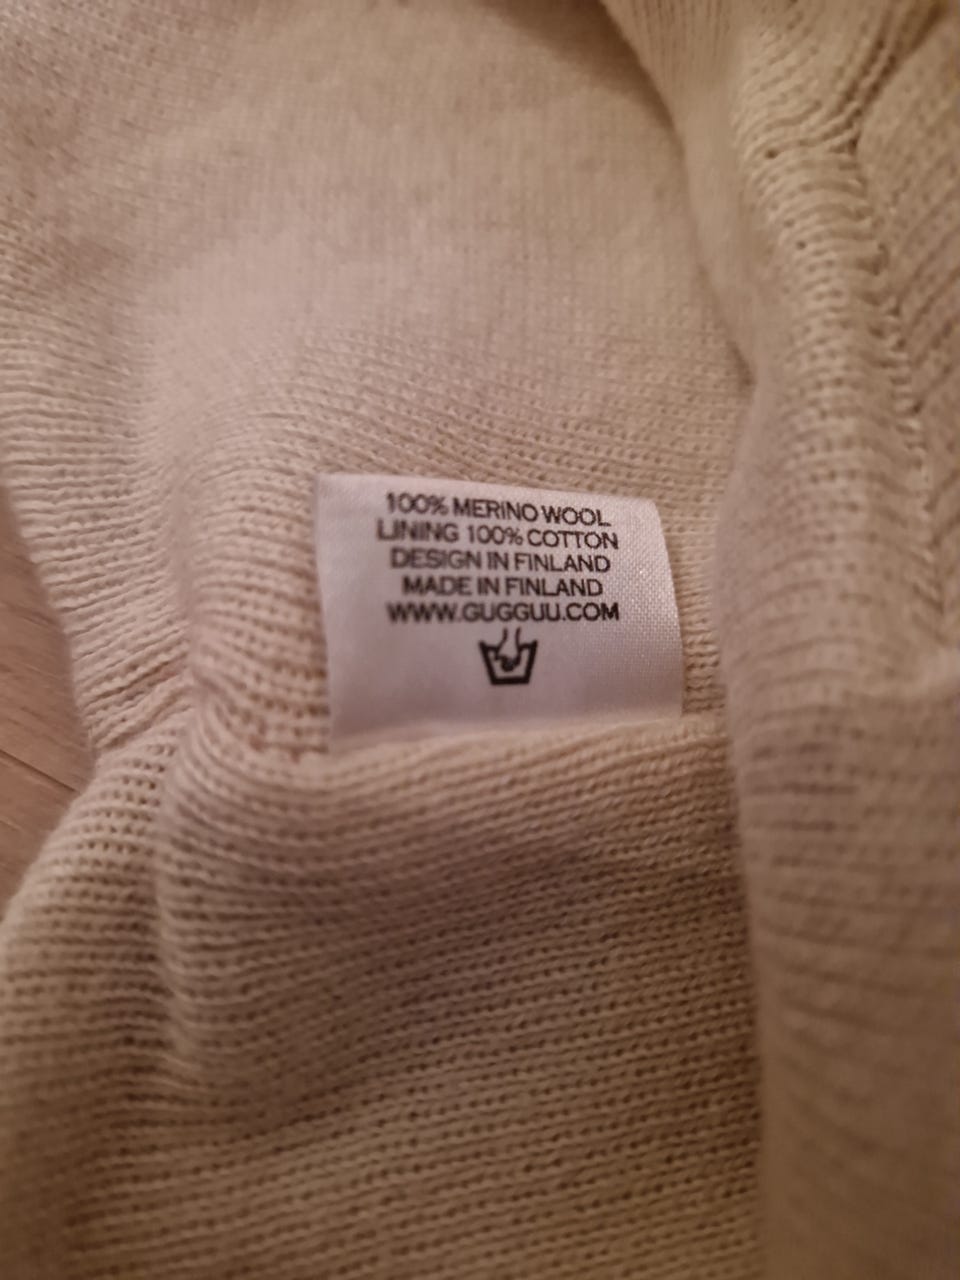 100% MERINO WOOL
LINING 100% COTTON
DESIGN IN FINLAND
MADE IN FINLAND
WWW.GUGGUU.COM